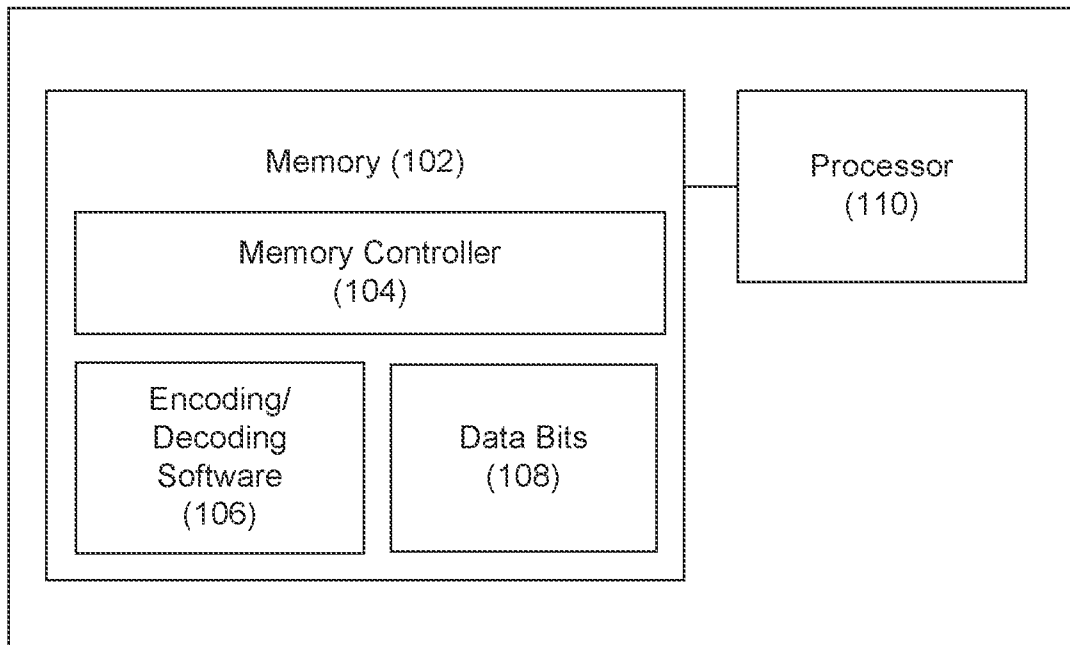 Memory (102)
Processor
(110)
Memory Controller
(104)
Encoding/
Decoding
Software
(106)
Data Bits
(108)